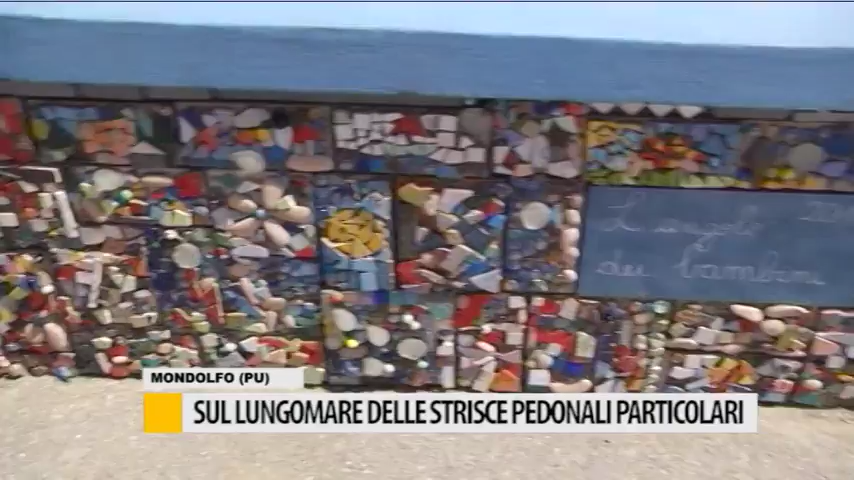 L'angolo
dei bambini
MONDOLFO (PU)
SUL LUNGOMARE DELLE STRISCE PEDONALI PARTICOLARI